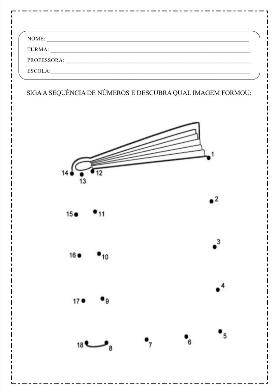 NOME:
TURMA:
PROFESSORA:
ESCOLA:
SIGA A SEQUÊNCIA DE NÚMEROS E DESCUBRA QUAL IMAGEM FORMOU:
1
14 13 12
2
15 11
3
16 10
4
17 9
5
6
7
18 8